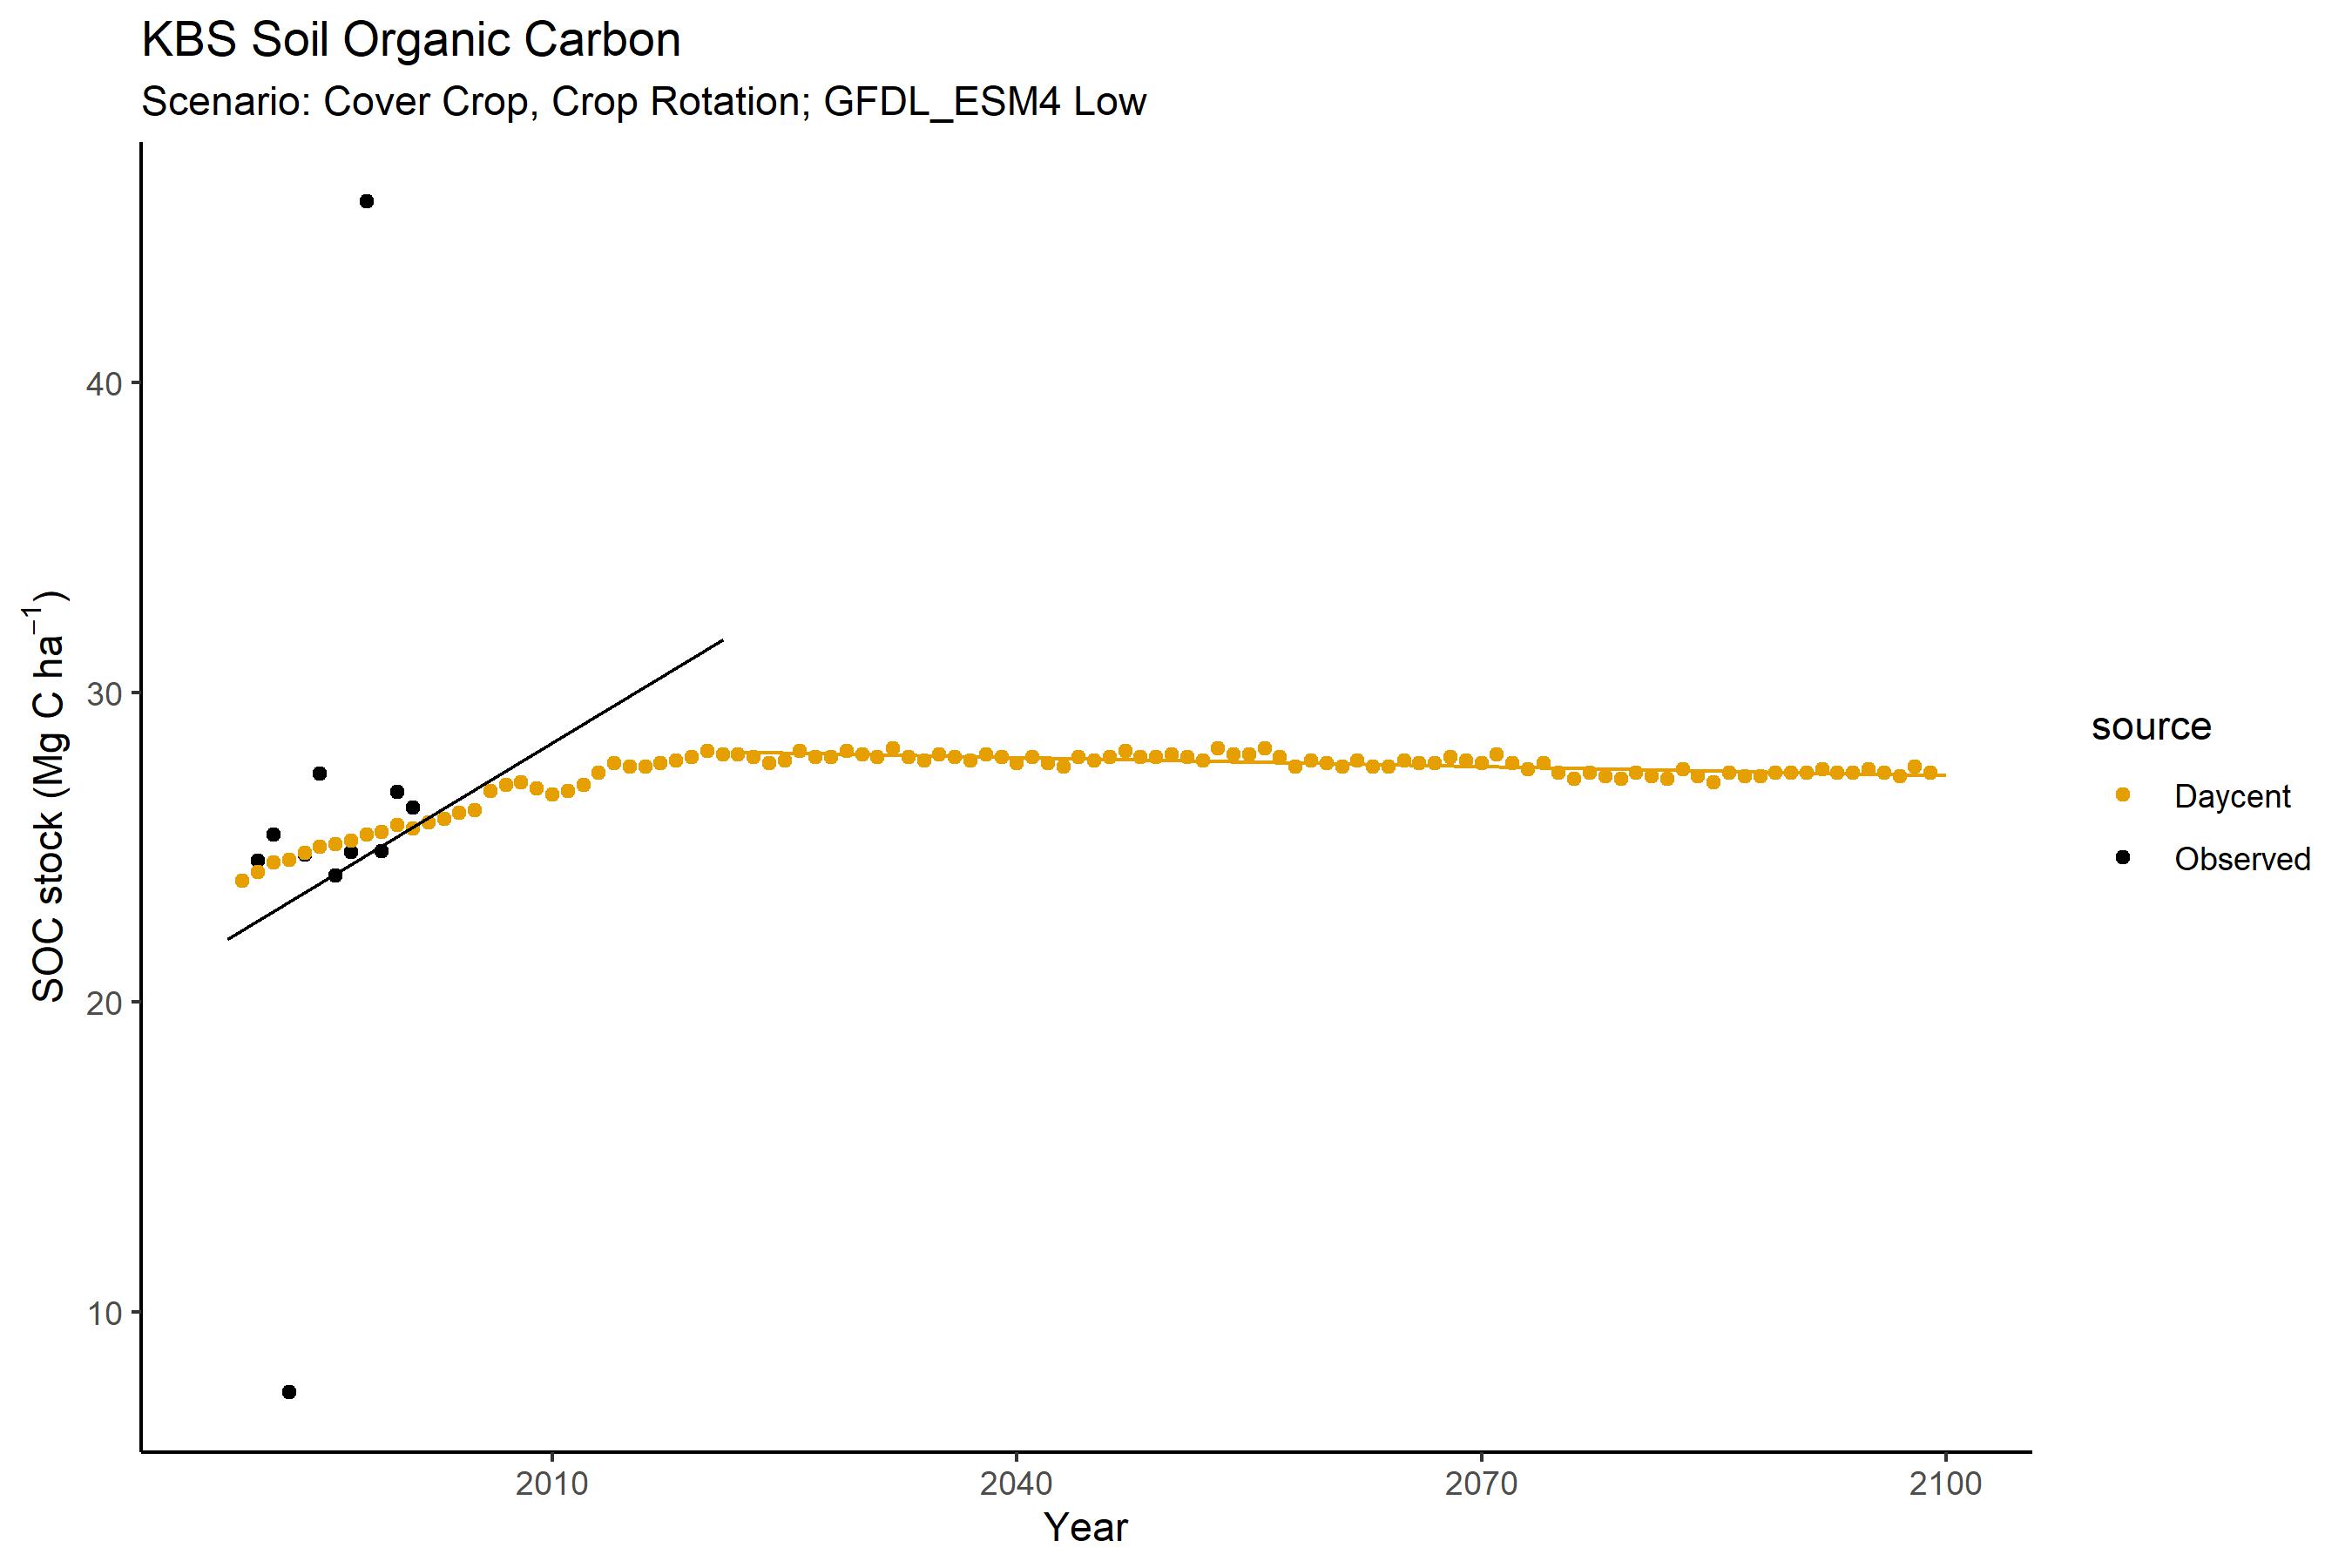 KBS Soil Organic Carbon
Scenario: Cover Crop, Crop Rotation; GFDL_ESM4 Low
SOC stock (Mg C ha⁻¹)
40
30
20
10
2010
2040
2070
2100
Year
source
Daycent
Observed